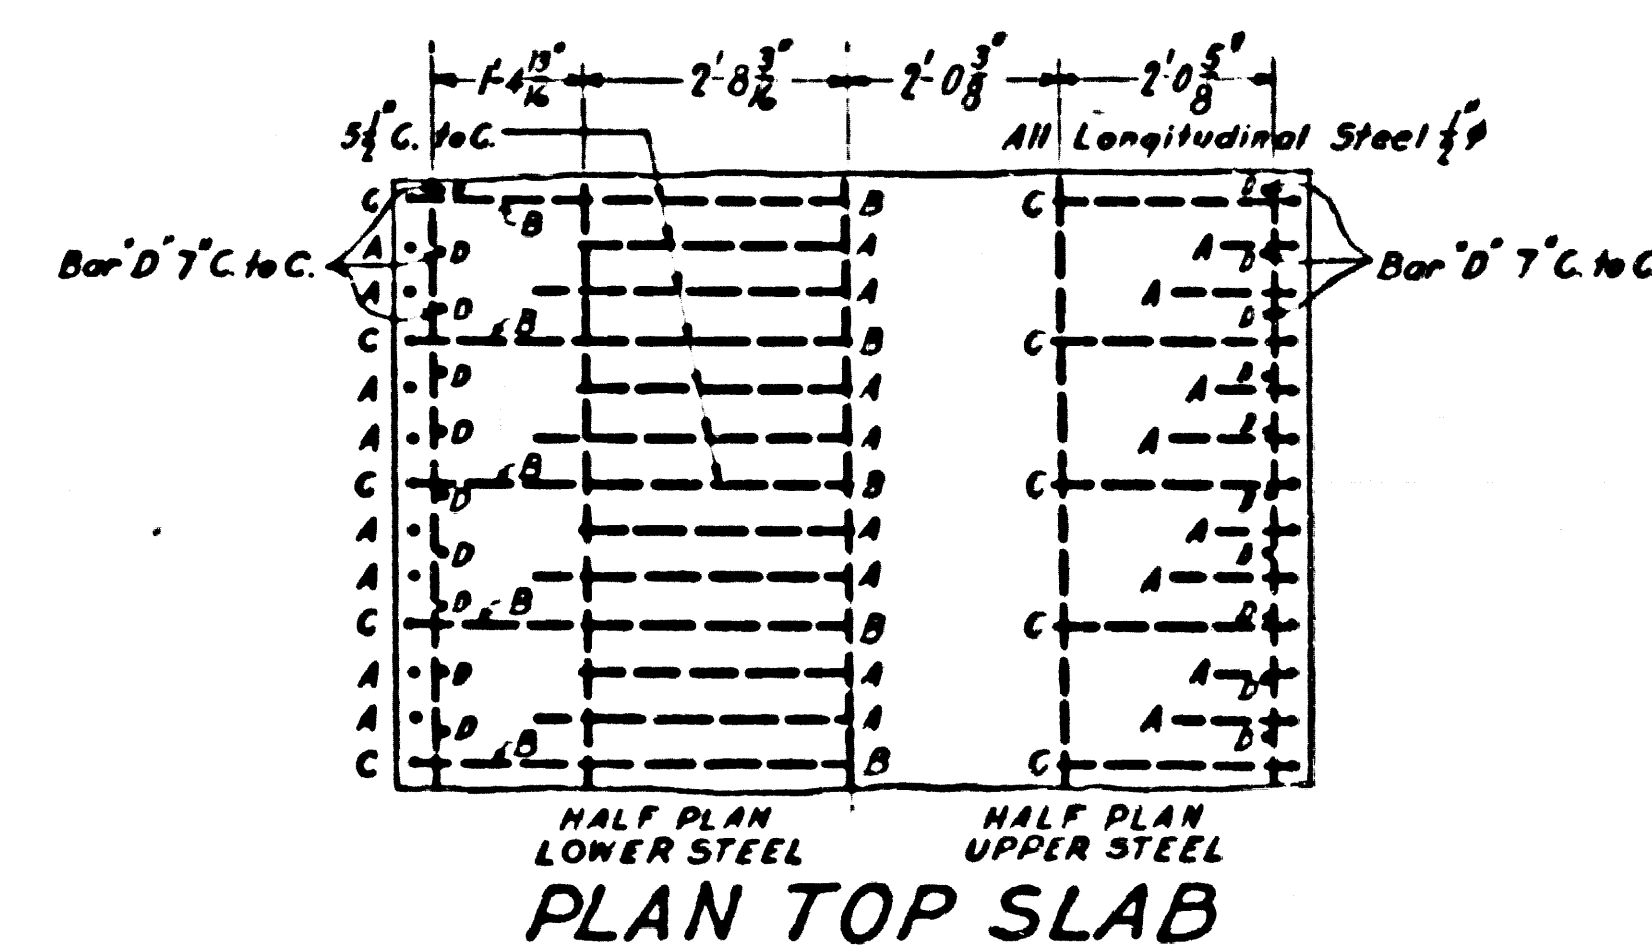 1'-4 13/16" 2'-8 3/16" 2'-0 3/8" 2'-0 5/8"
5 1/2" C. to C. All Longitudinal Steel 1/2" φ
C B B C D
Bar "D" 7" C. to C. A D A A D Bar "D" 7" C. to C
A D A A D
C B B C
A D A A D
A D A A D
C D B B C D
A D A A D
A A A
C D B B C D
A D A A D
A D A A D
C B B C
HALF PLAN LOWER STEEL
HALF PLAN UPPER STEEL
PLAN TOP SLAB